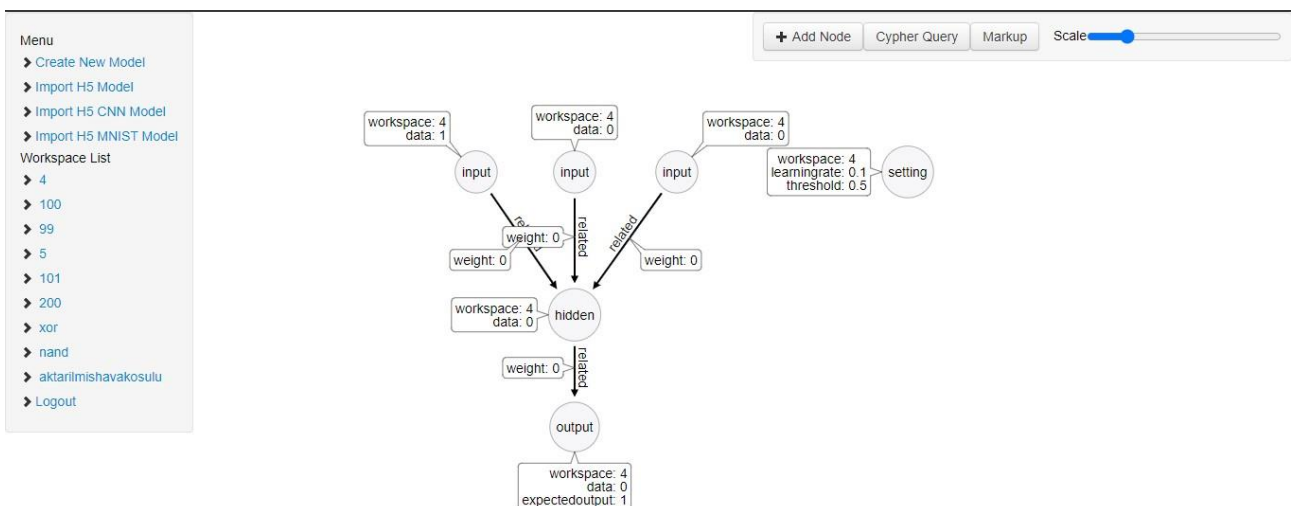 Menu
Create New Model
Import H5 Model
Import H5 CNN Model
Import H5 MNIST Model
Workspace List
4
100
99
5
101
200
xor
nand
aktarilmishavakosulu
Logout
+ Add Node
Cypher Query
Markup
Scale
workspace: 4
data: 1
input
workspace: 4
data: 0
input
workspace: 4
data: 0
input
workspace: 4
learningrate: 0.1
threshold: 0.5
setting
related
weight: 0
related
weight: 0
related
weight: 0
workspace: 4
data: 0
hidden
related
weight: 0
output
workspace: 4
data: 0
expectedoutput: 1